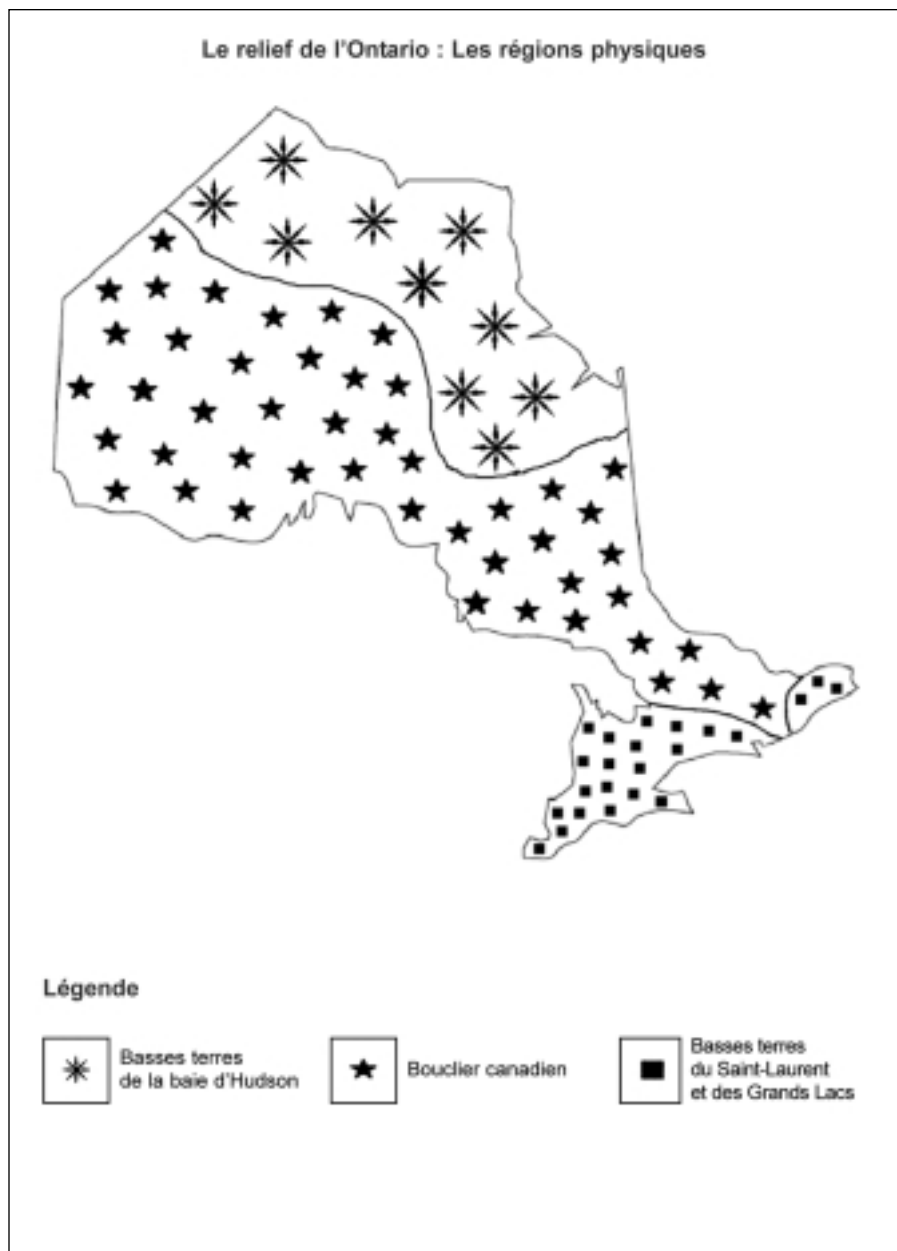 Le relief de l'Ontario : Les régions physiques
Légende
Basses terres
de la baie d'Hudson
Bouclier canadien
Basses terres
du Saint-Laurent
et des Grands Lacs